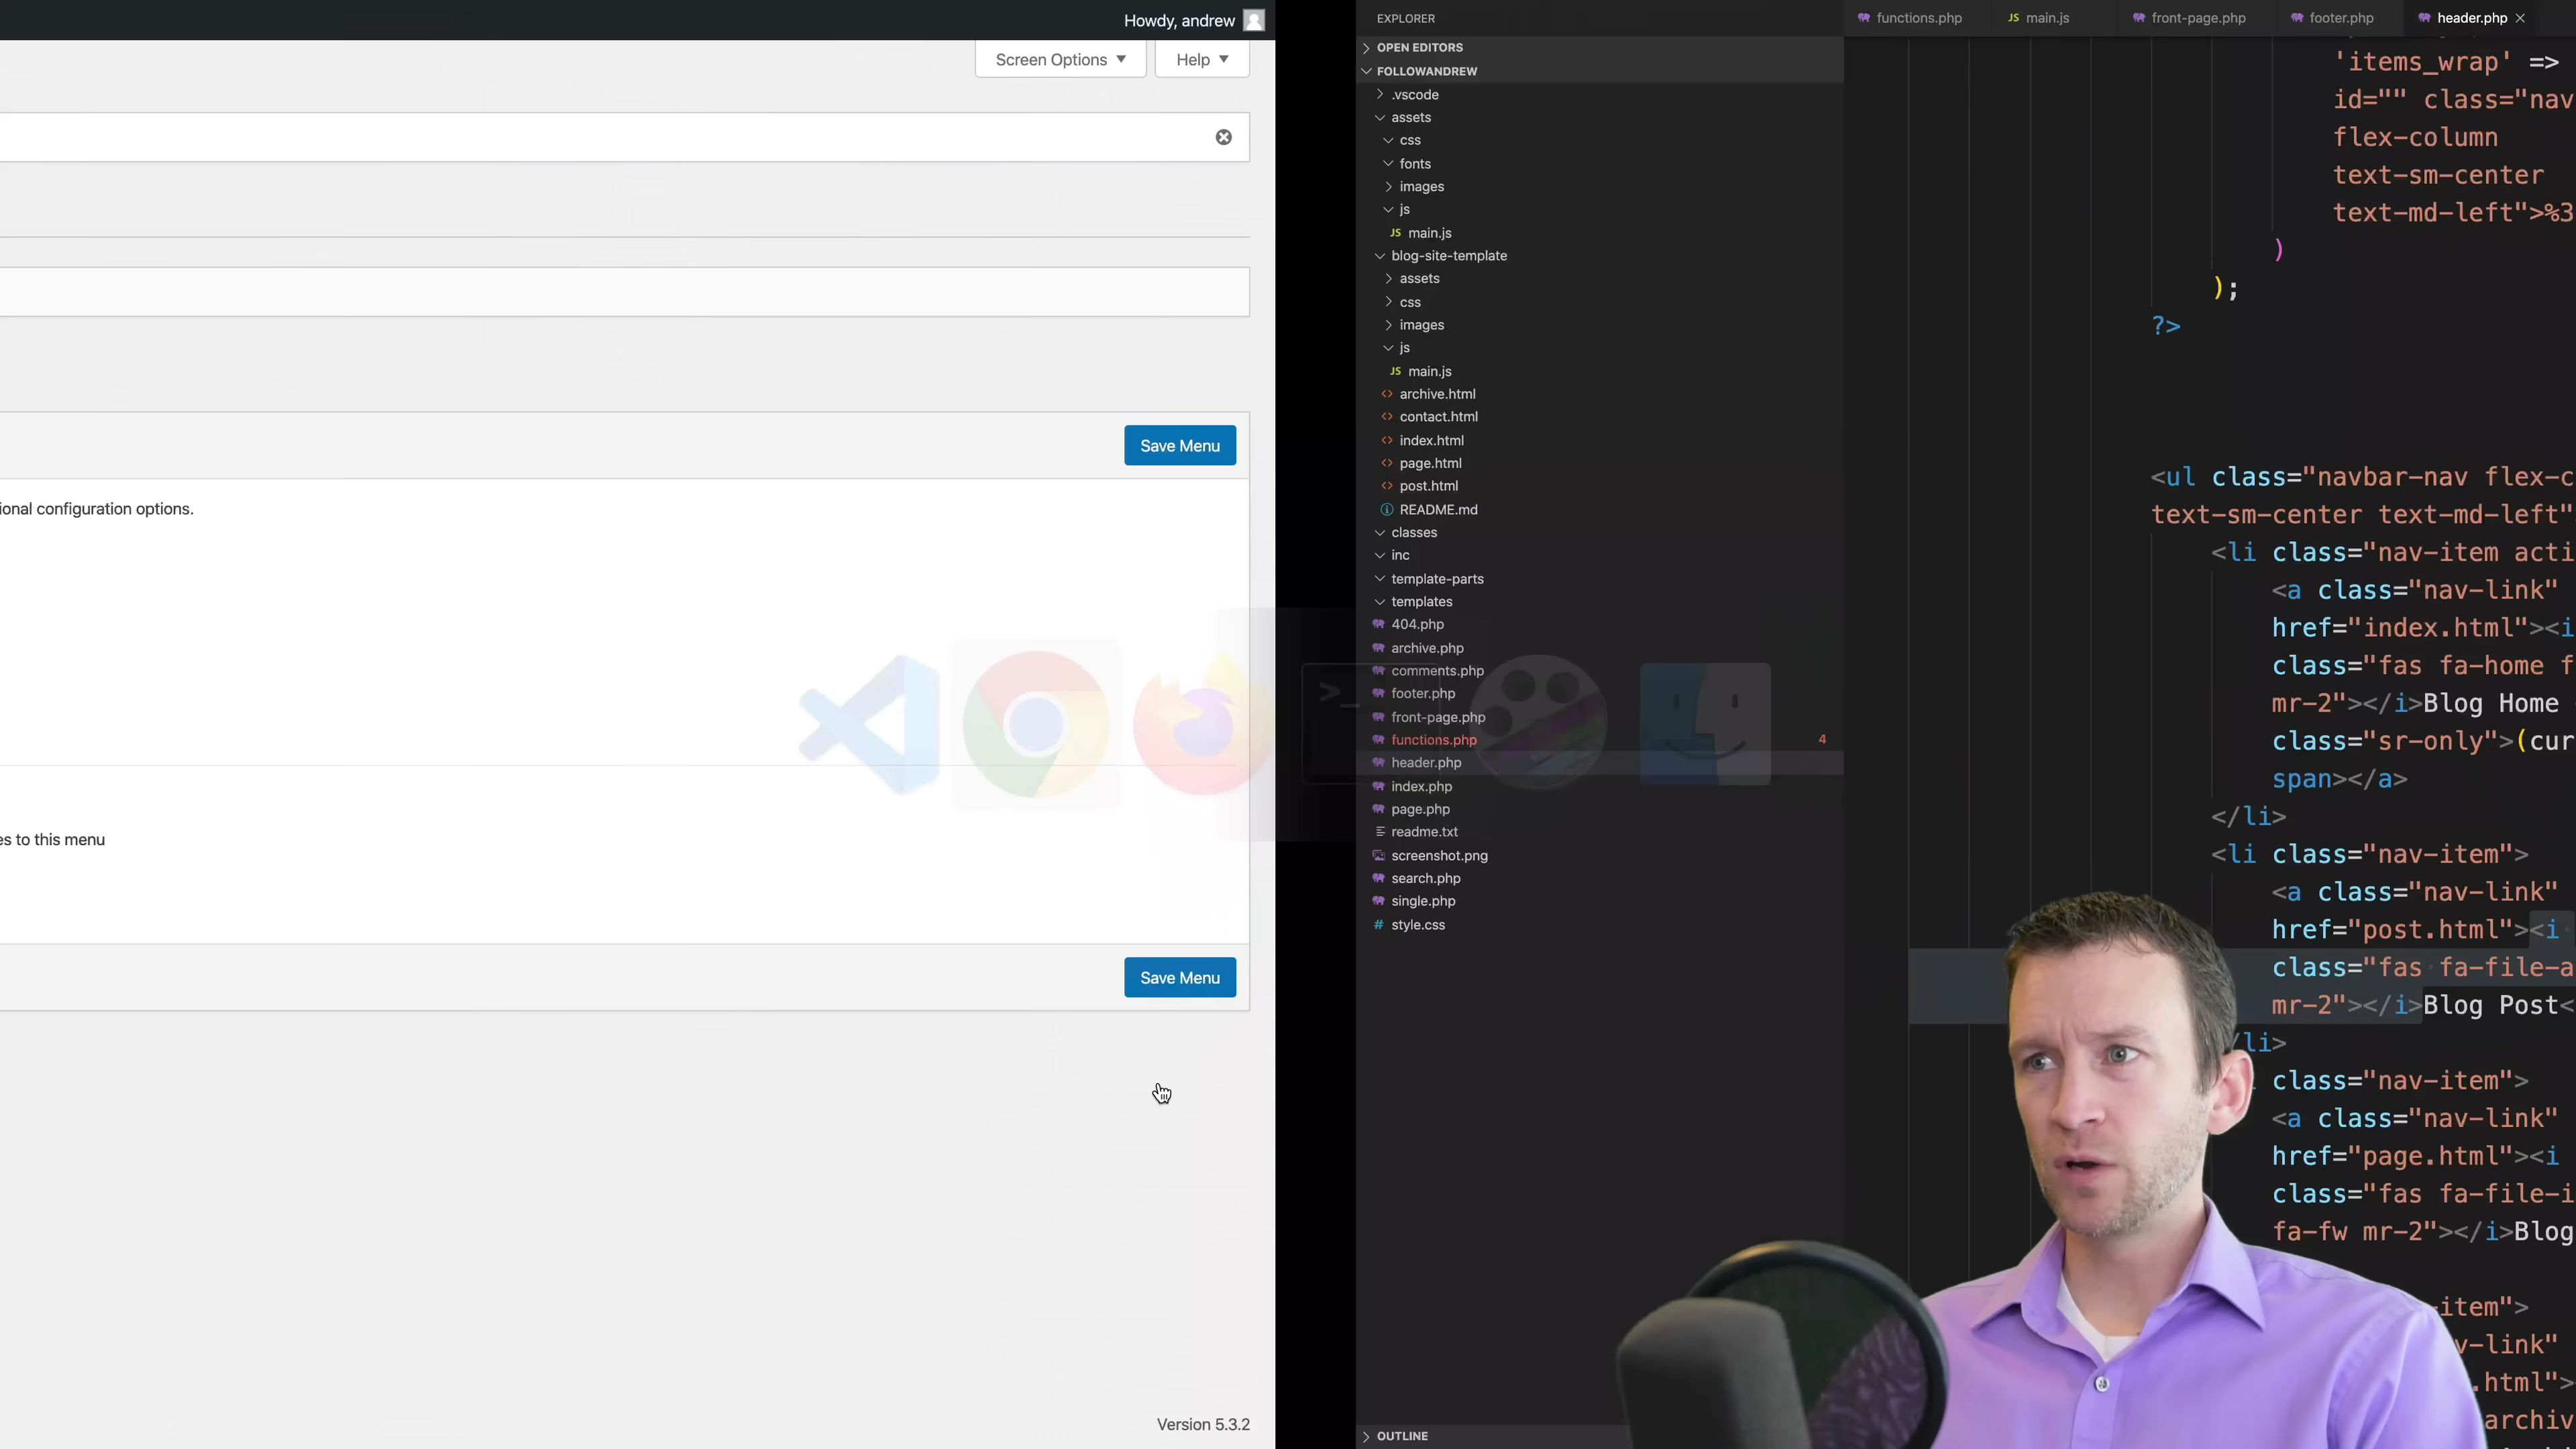 Howdy, andrew
Screen Options ▼
Help ▼
Save Menu
ional configuration options.
es to this menu
Save Menu
Version 5.3.2
EXPLORER
OPEN EDITORS
FOLLOWANDREW
.vscode
assets
css
fonts
images
js
JS main.js
blog-site-template
assets
css
images
js
JS main.js
<> archive.html
<> contact.html
<> index.html
<> page.html
<> post.html
README.md
classes
inc
template-parts
templates
404.php
archive.php
comments.php
footer.php
front-page.php
functions.php 4
header.php
index.php
page.php
readme.txt
screenshot.png
search.php
single.php
# style.css
OUTLINE
functions.php JS main.js front-page.php footer.php header.php ×
'items_wrap' =>
id="" class="nav
flex-column
text-sm-center
text-md-left">%3
)
);
?>
<ul class="navbar-nav flex-c
text-sm-center text-md-left"
<li class="nav-item acti
<a class="nav-link"
href="index.html"><i
class="fas fa-home f
mr-2"></i>Blog Home
class="sr-only">(cur
span></a>
</li>
<li class="nav-item">
<a class="nav-link"
href="post.html"><i
class="fas fa-file-a
mr-2"></i>Blog Post<
/li>
class="nav-item">
<a class="nav-link"
href="page.html"><i
class="fas fa-file-i
fa-fw mr-2"></i>Blog
-item">
v-link"
.html">
archiv